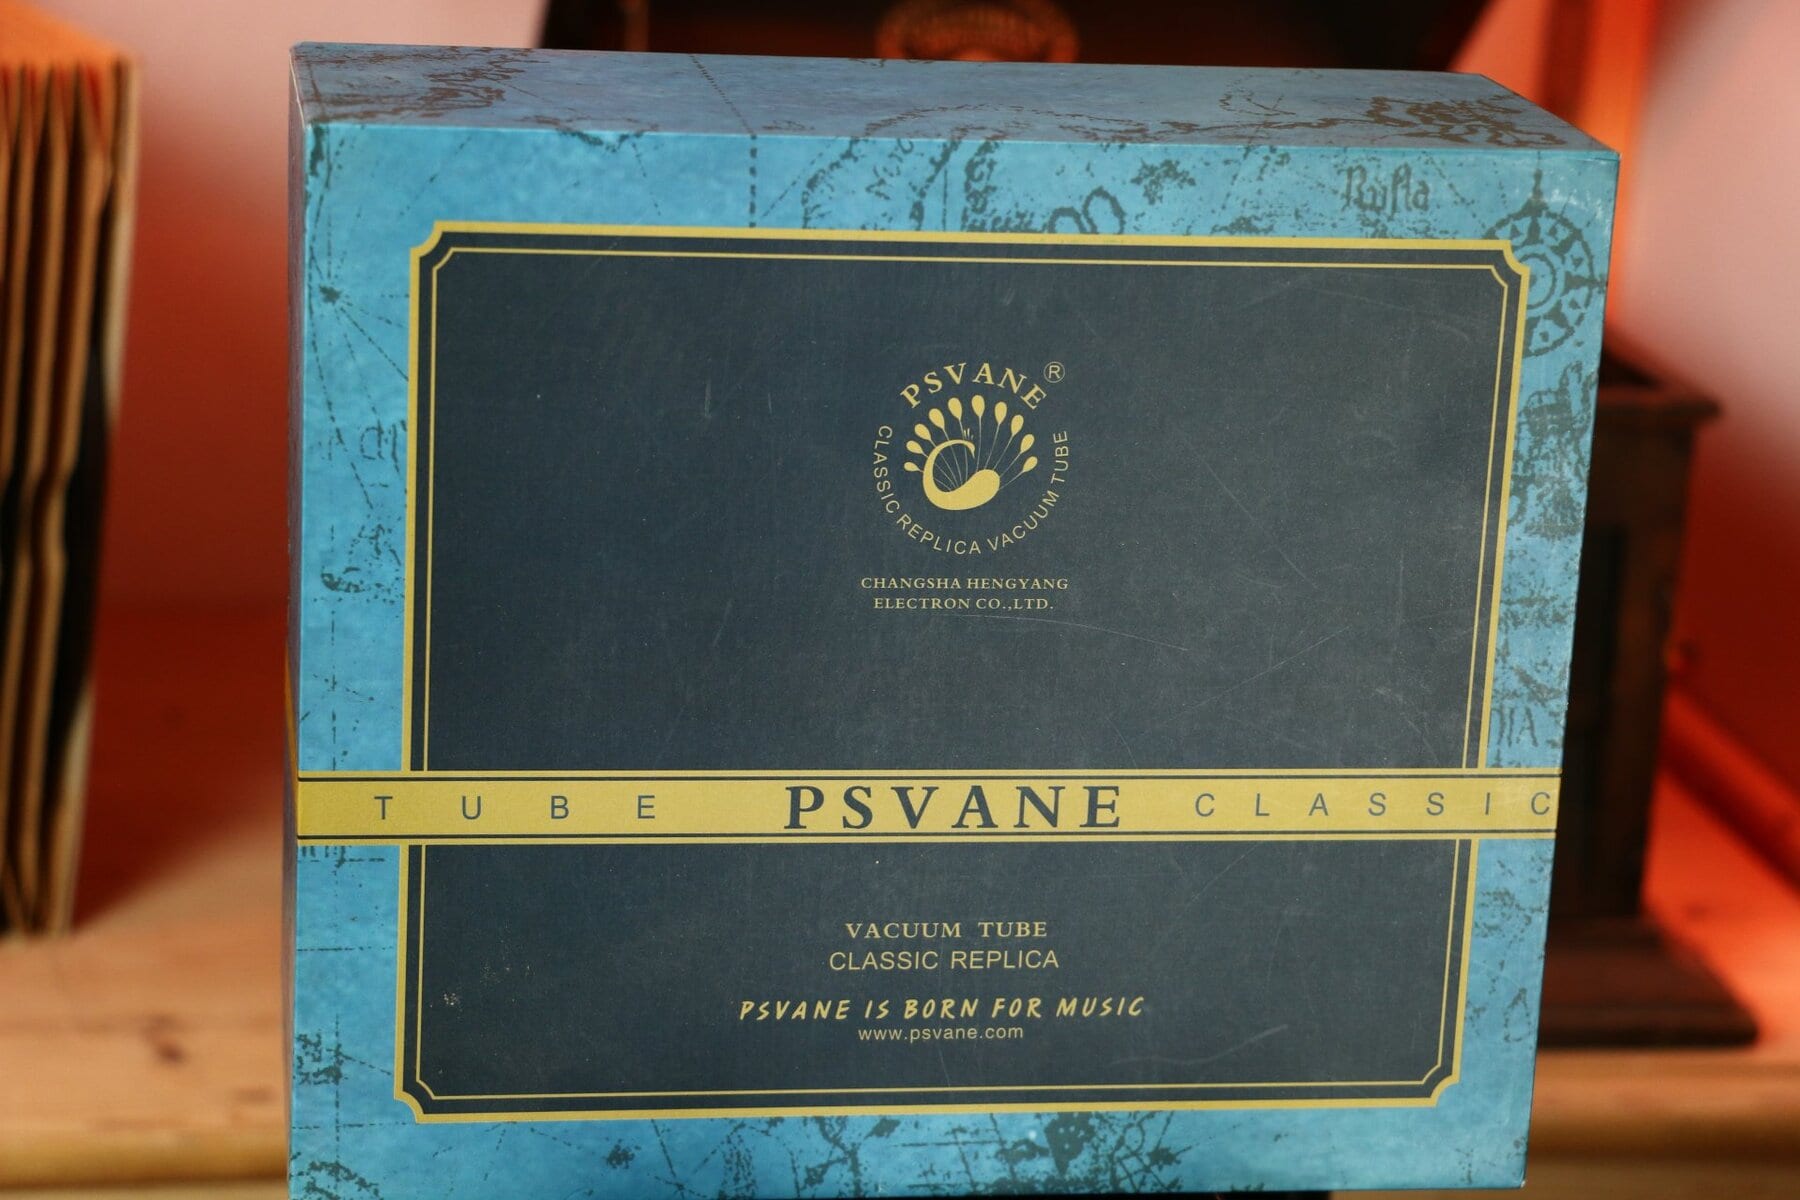 PSVANE®
CLASSIC REPLICA VACUUM TUBE
CHANGSHA HENGYANG
ELECTRON CO.,LTD.
TUBE PSVANE CLASSIC
VACUUM TUBE
CLASSIC REPLICA
PSVANE IS BORN FOR MUSIC
www.psvane.com